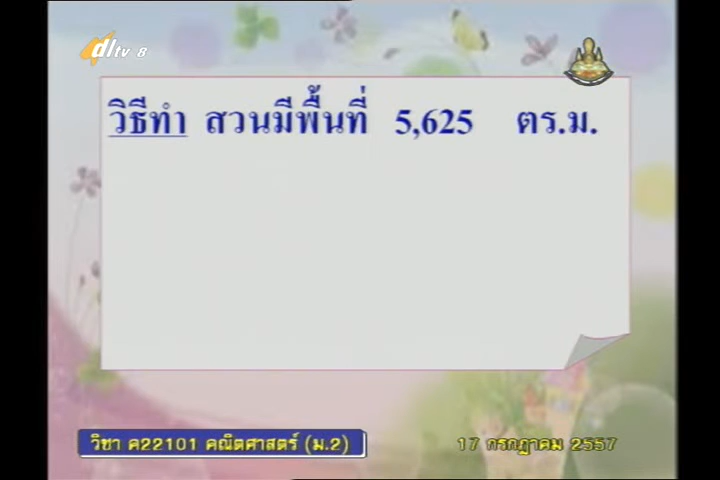 dltv 8
วิธีทำ สวนมีพื้นที่ 5,625 ตร.ม.
วิชา ค22101 คณิตศาสตร์ (ม.2)
17 กรกฎาคม 2557